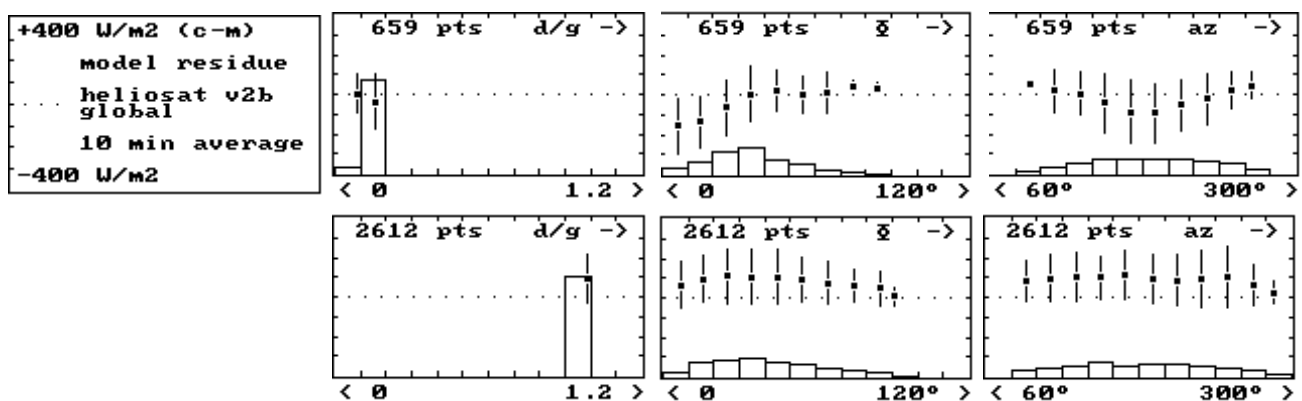 +400 W/m2 (c-m)
model residue
heliosat v2b
global
10 min average
-400 W/m2
659 pts d/g ->
< 0 1.2 >
659 pts Φ ->
< 0 120° >
659 pts az ->
< 60° 300° >
2612 pts d/g ->
< 0 1.2 >
2612 pts Φ ->
< 0 120° >
2612 pts az ->
< 60° 300° >